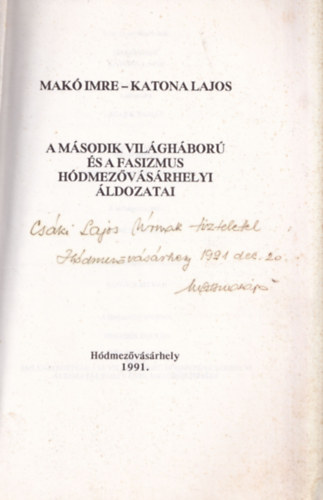 MAKÓ IMRE – KATONA LAJOS
A MÁSODIK VILÁGHÁBORÚ
ÉS A FASIZMUS
HÓDMEZŐVÁSÁRHELYI
ÁLDOZATAI
Csáki Lajos Úrnak tisztelettel
Hódmezővásárhely 1991 dec. 20.
Hódmezővásárhely
1991.